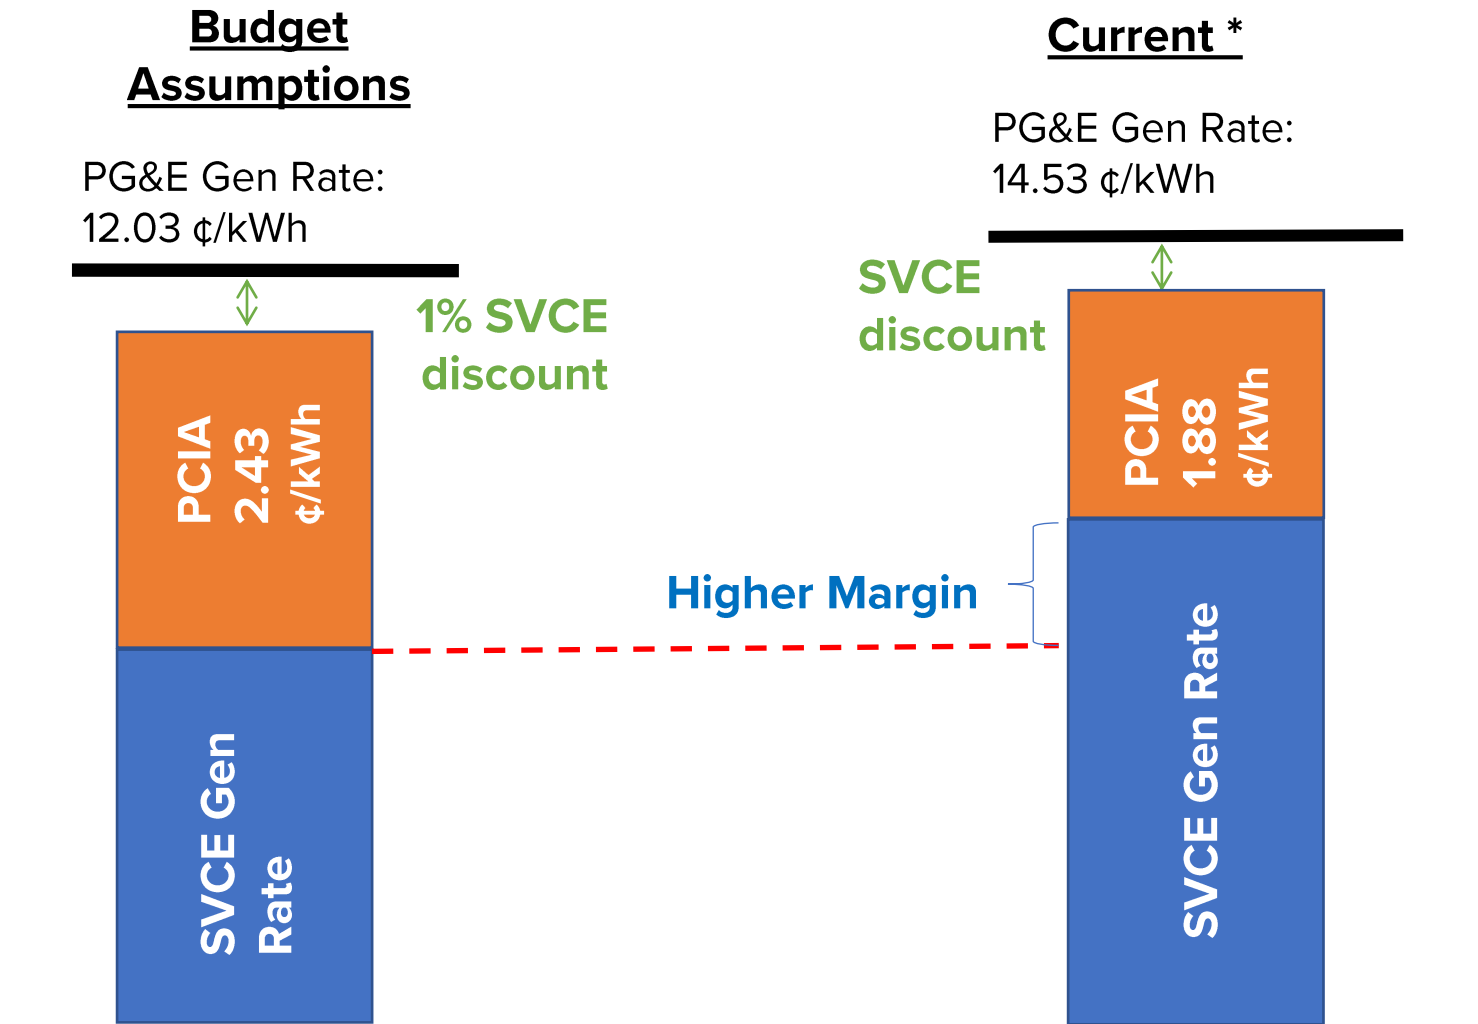 Budget
Assumptions
PG&E Gen Rate:
12.03 ¢/kWh
1% SVCE
discount
PCIA
2.43
¢/kWh
SVCE Gen
Rate
Current *
PG&E Gen Rate:
14.53 ¢/kWh
SVCE
discount
PCIA
1.88
¢/kWh
Higher Margin
SVCE Gen Rate